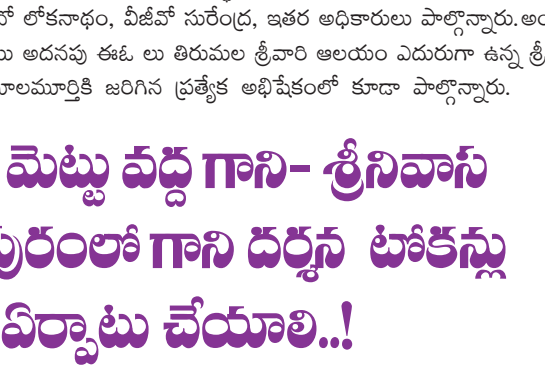 లోకనాథం, వీజీవో సురేంద్ర, ఇతర అధికారులు పాల్గొన్నారు.
అదనపు ఈఓ లు తిరుమల శ్రీవారి ఆలయం ఎదురుగా ఉన్న
జరిగిన ప్రత్యేక అభిషేకంలో కూడా పాల్గొన్నారు.
మెట్టు వద్ద గాని- శ్రీనివాస
పురంలో గాని దర్శన టోకన్లు
ఏర్పాటు చేయాలి..!